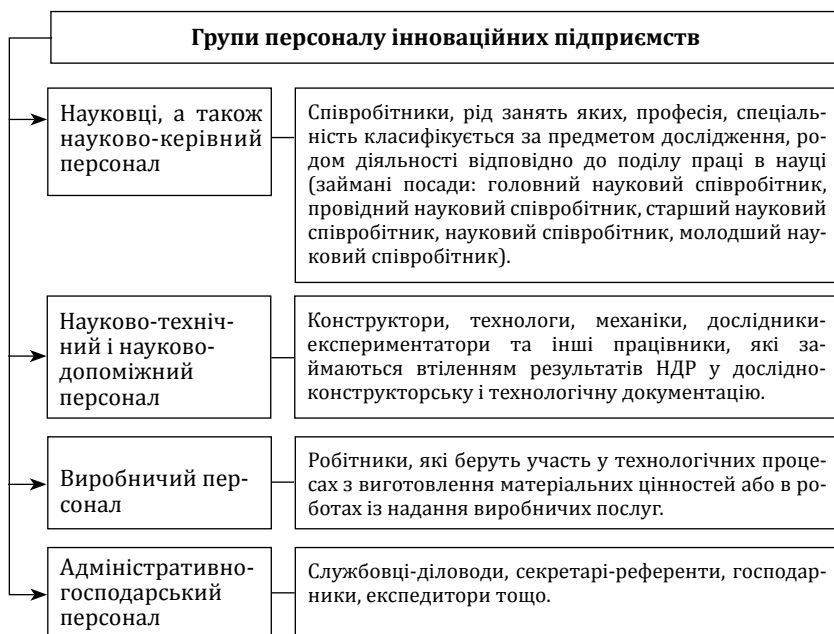 Групи персоналу інноваційних підприємств
Науковці, а також
науково-керівний
персонал
Співробітники, рід занять яких, професія, спеціаль-
ність класифікується за предметом дослідження, ро-
дом діяльності відповідно до поділу праці в науці
(займані посади: головний науковий співробітник,
провідний науковий співробітник, старший науковий
співробітник, науковий співробітник, молодший нау-
ковий співробітник).
Науково-техніч-
ний і науково-
допоміжний
персонал
Конструктори, технологи, механіки, дослідники-
експериментатори та інші працівники, які за-
ймаються втіленням результатів НДР у дослідно-
конструкторську і технологічну документацію.
Виробничий пер-
сонал
Робітники, які беруть участь у технологічних проце-
сах з виготовлення матеріальних цінностей або в ро-
ботах із надання виробничих послуг.
Адміністративно-
господарський
персонал
Службовці-діловоди, секретарі-референти, господар-
ники, експедитори тощо.